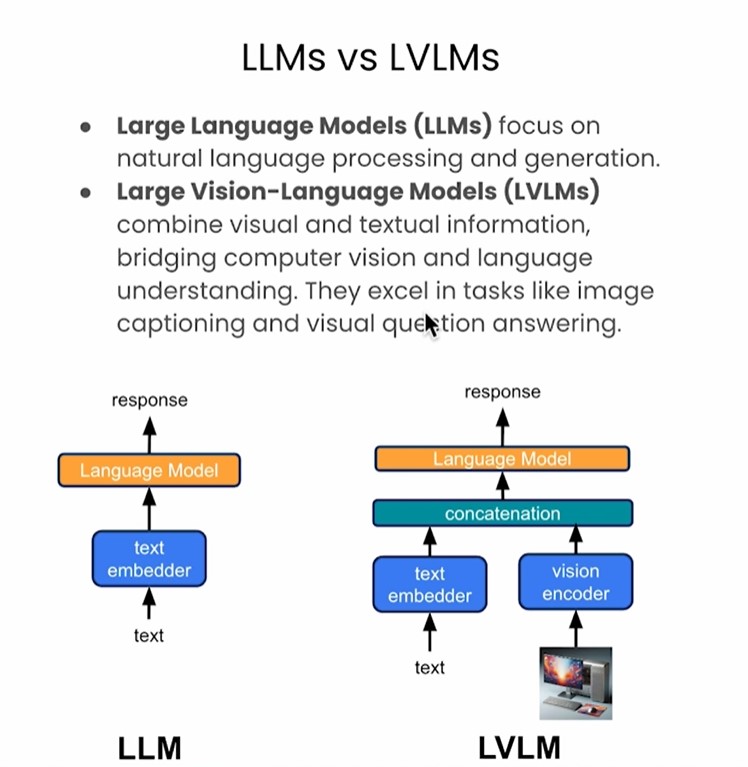 LLMs vs LVLMs
● Large Language Models (LLMs) focus on
natural language processing and generation.
● Large Vision-Language Models (LVLMs)
combine visual and textual information,
bridging computer vision and language
understanding. They excel in tasks like image
captioning and visual question answering.
response
Language Model
text
embedder
text
LLM
response
Language Model
concatenation
text
embedder
vision
encoder
text
LVLM